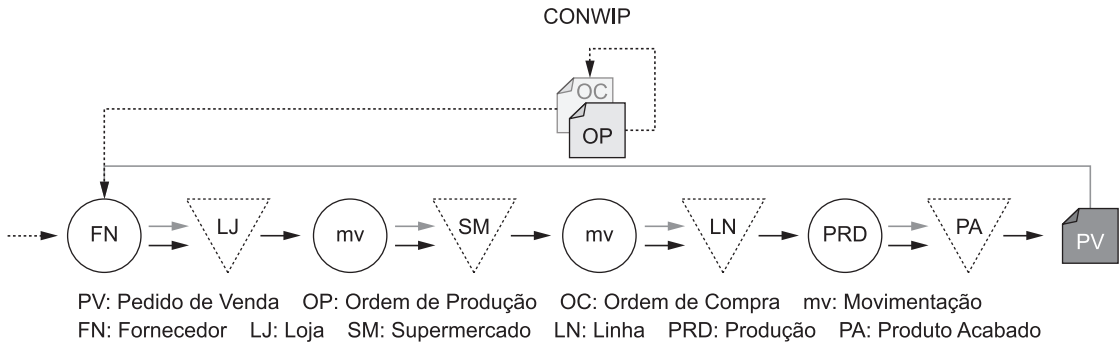 CONWIP
OC
OP
FN LJ mv SM mv LN PRD PA PV
PV: Pedido de Venda OP: Ordem de Produção OC: Ordem de Compra mv: Movimentação
FN: Fornecedor LJ: Loja SM: Supermercado LN: Linha PRD: Produção PA: Produto Acabado